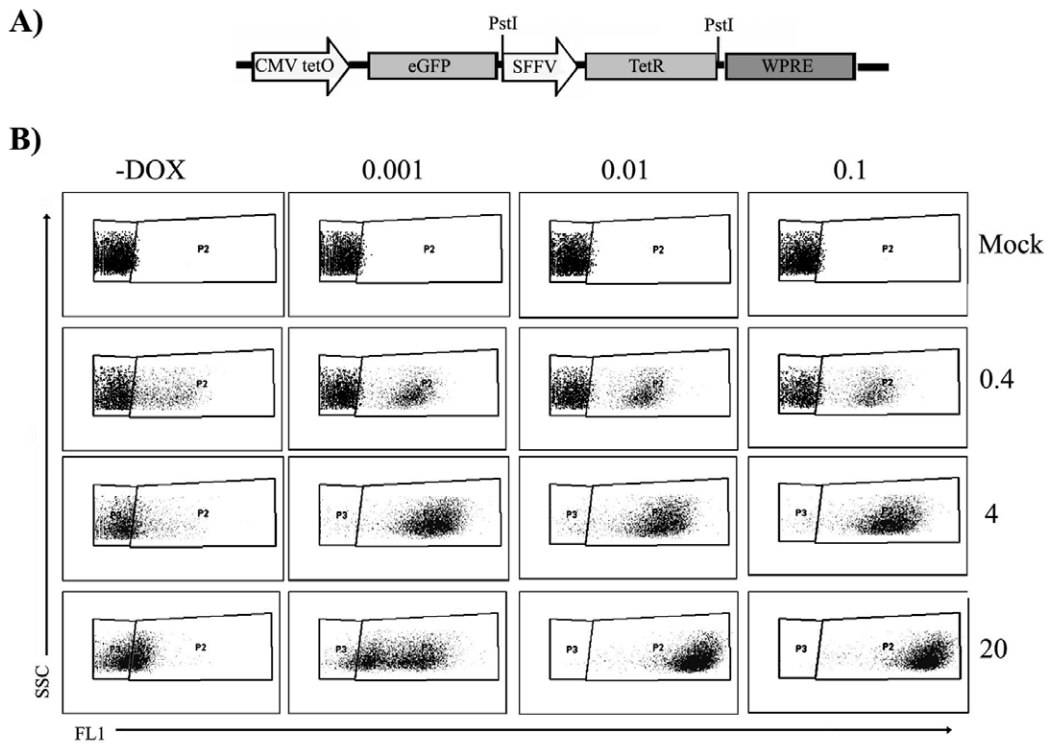 A)
PstI PstI
CMV tetO eGFP SFFV TetR WPRE
B)
-DOX 0.001 0.01 0.1
P2 P2 P2 P2 Mock
P2 P2 P2 P2 0.4
P3 P2 P3 P2 P3 P2 P3 P2 4
P3 P2 P3 P2 P3 P2 P3 P2 20
SSC
FL1